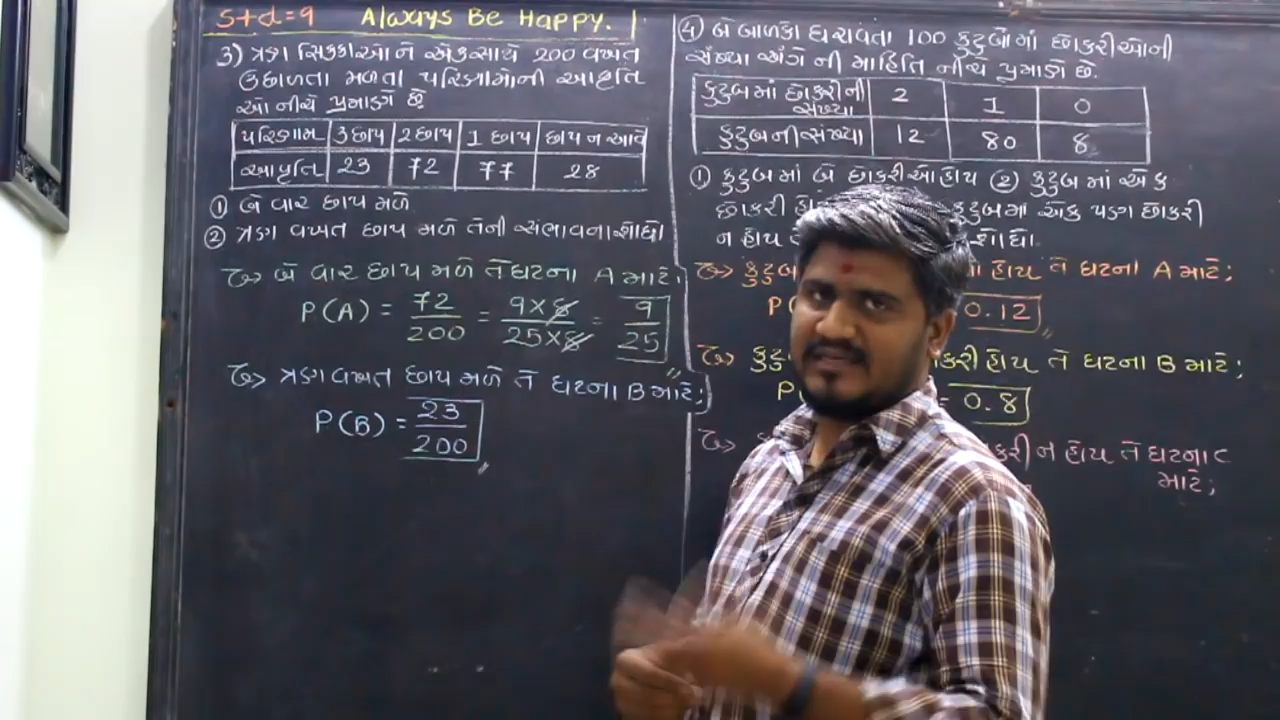 std=9 Always Be Happy.
3) ત્રણ સિક્કાઓને એકસાથે 200 વખત
ઉછાળતા મળતા પરિણામોની આવૃતિ
ઓ નીચે પ્રમાણે છે
પરિણામ 3 છાપ 2 છાપ 1 છાપ છાપ ન આવે
આવૃતિ 23 72 77 28
① બે વાર છાપ મળે
② ત્રણ વખત છાપ મળે તેની સંભાવના શોધો
જ> બે વાર છાપ મળે તે ઘટના A માટે;
P(A) = 72/200 = 9×8/25×8 = 9/25
જ> ત્રણ વખત છાપ મળે તે ઘટના B માટે;
P(B) = 23/200
④ બે બાળકો ધરાવતા 100 કુટુબોમાં છોકરીઓની
સંખ્યા અંગે ની માહિતિ નીચે પ્રમાણે છે.
કુટુબમાં છોકરીની સંખ્યા 2 1 0
કુટુબની સંખ્યા 12 80 8
① કુટુબમાં બે છોકરીઓ હોય ② કુટુબ માં એક
છોકરી કુટુબમાં એક પણ છોકરી
ન હોય શોધો.
જ> હોય તે ઘટના A માટે;
0.12
જ> હોય તે ઘટના B માટે;
= 0.8
જ> ન હોય તે ઘટના C
માટે;